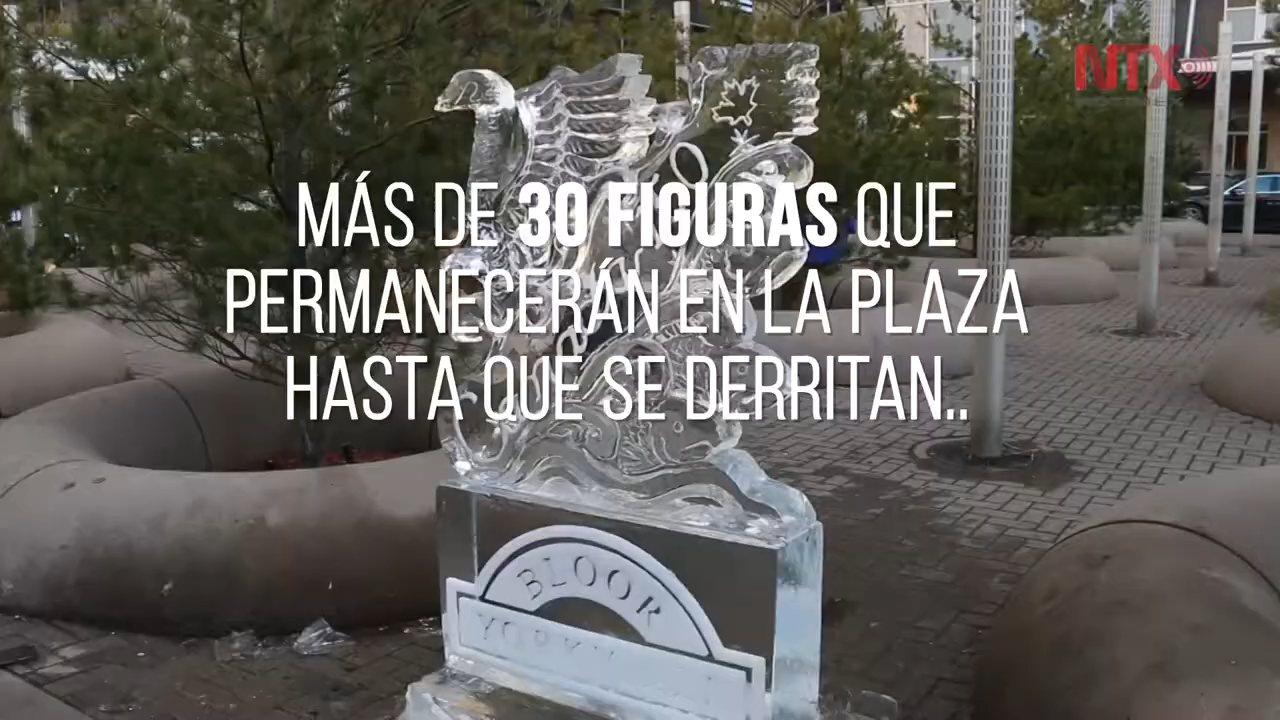 NTX
MÁS DE 30 FIGURAS QUE
PERMANECERÁN EN LA PLAZA
HASTA QUE SE DERRITAN..
BLOOR